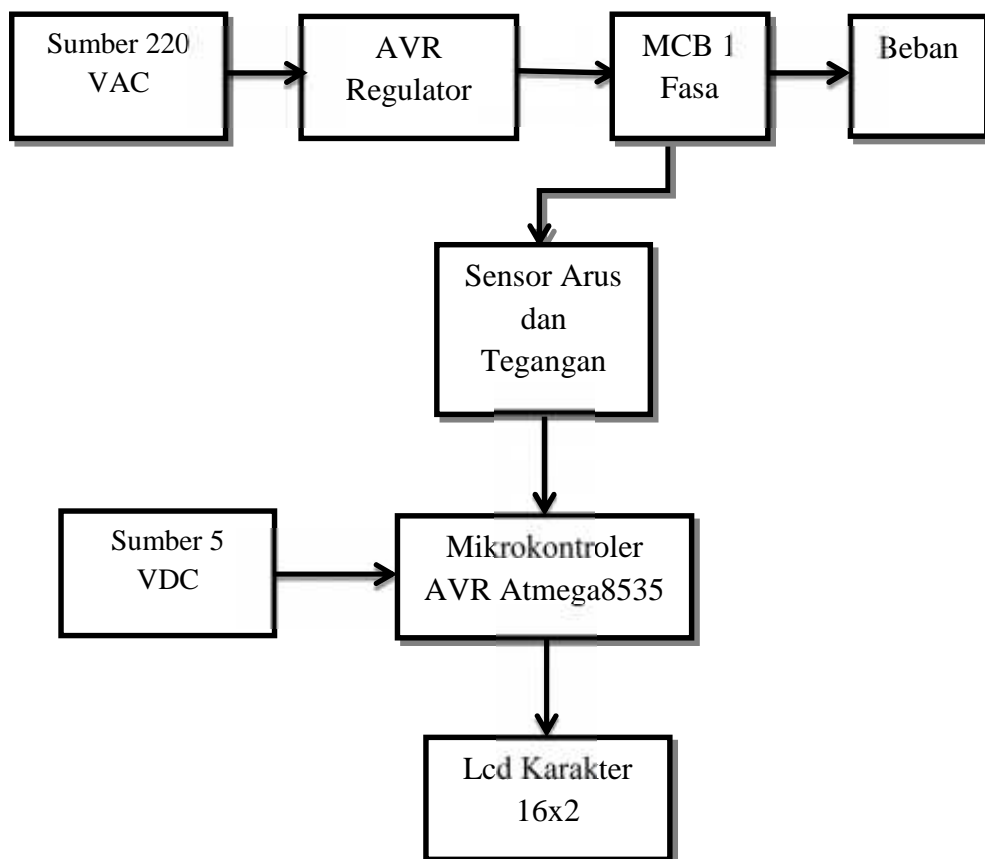 Sumber 220
VAC
AVR
Regulator
MCB 1
Fasa
Beban
Sensor Arus
dan
Tegangan
Sumber 5
VDC
Mikrokontroler
AVR Atmega8535
Lcd Karakter
16x2